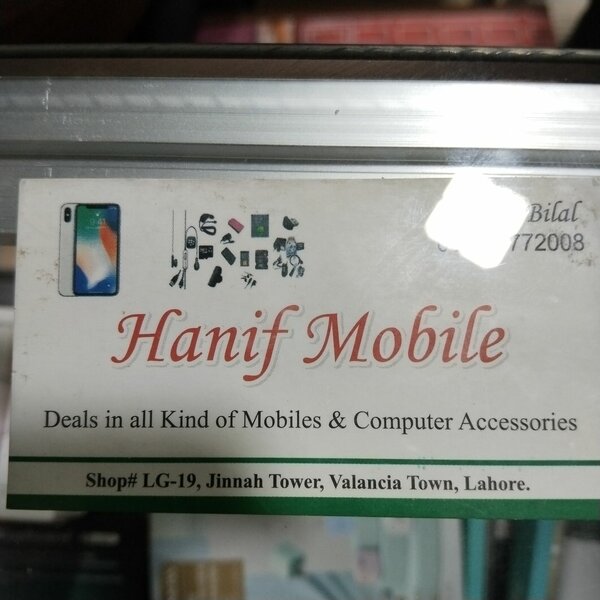 Bilal
772008
Hanif Mobile
Deals in all Kind of Mobiles & Computer Accessories
Shop# LG-19, Jinnah Tower, Valancia Town, Lahore.